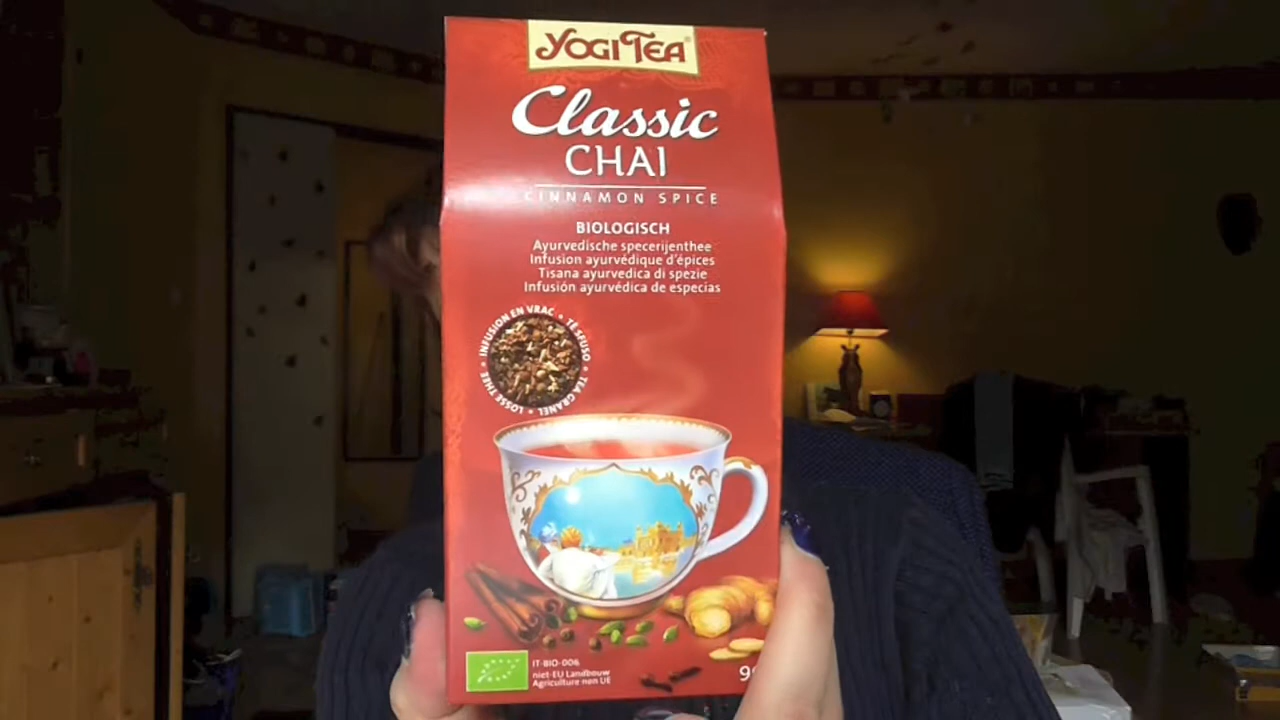 YOGI TEA®
Classic
CHAI
CINNAMON SPICE
BIOLOGISCH
Ayurvedische specerijenthee
Infusion ayurvédique d'épices
Tisana ayurvedica di spezie
Infusión ayurvédica de especias
INFUSION EN VRAC • TÈ SFUSO • TEA GRANEL • LOSSE THEE •
IT-BIO-006
niet-EU Landbouw
Agriculture non UE